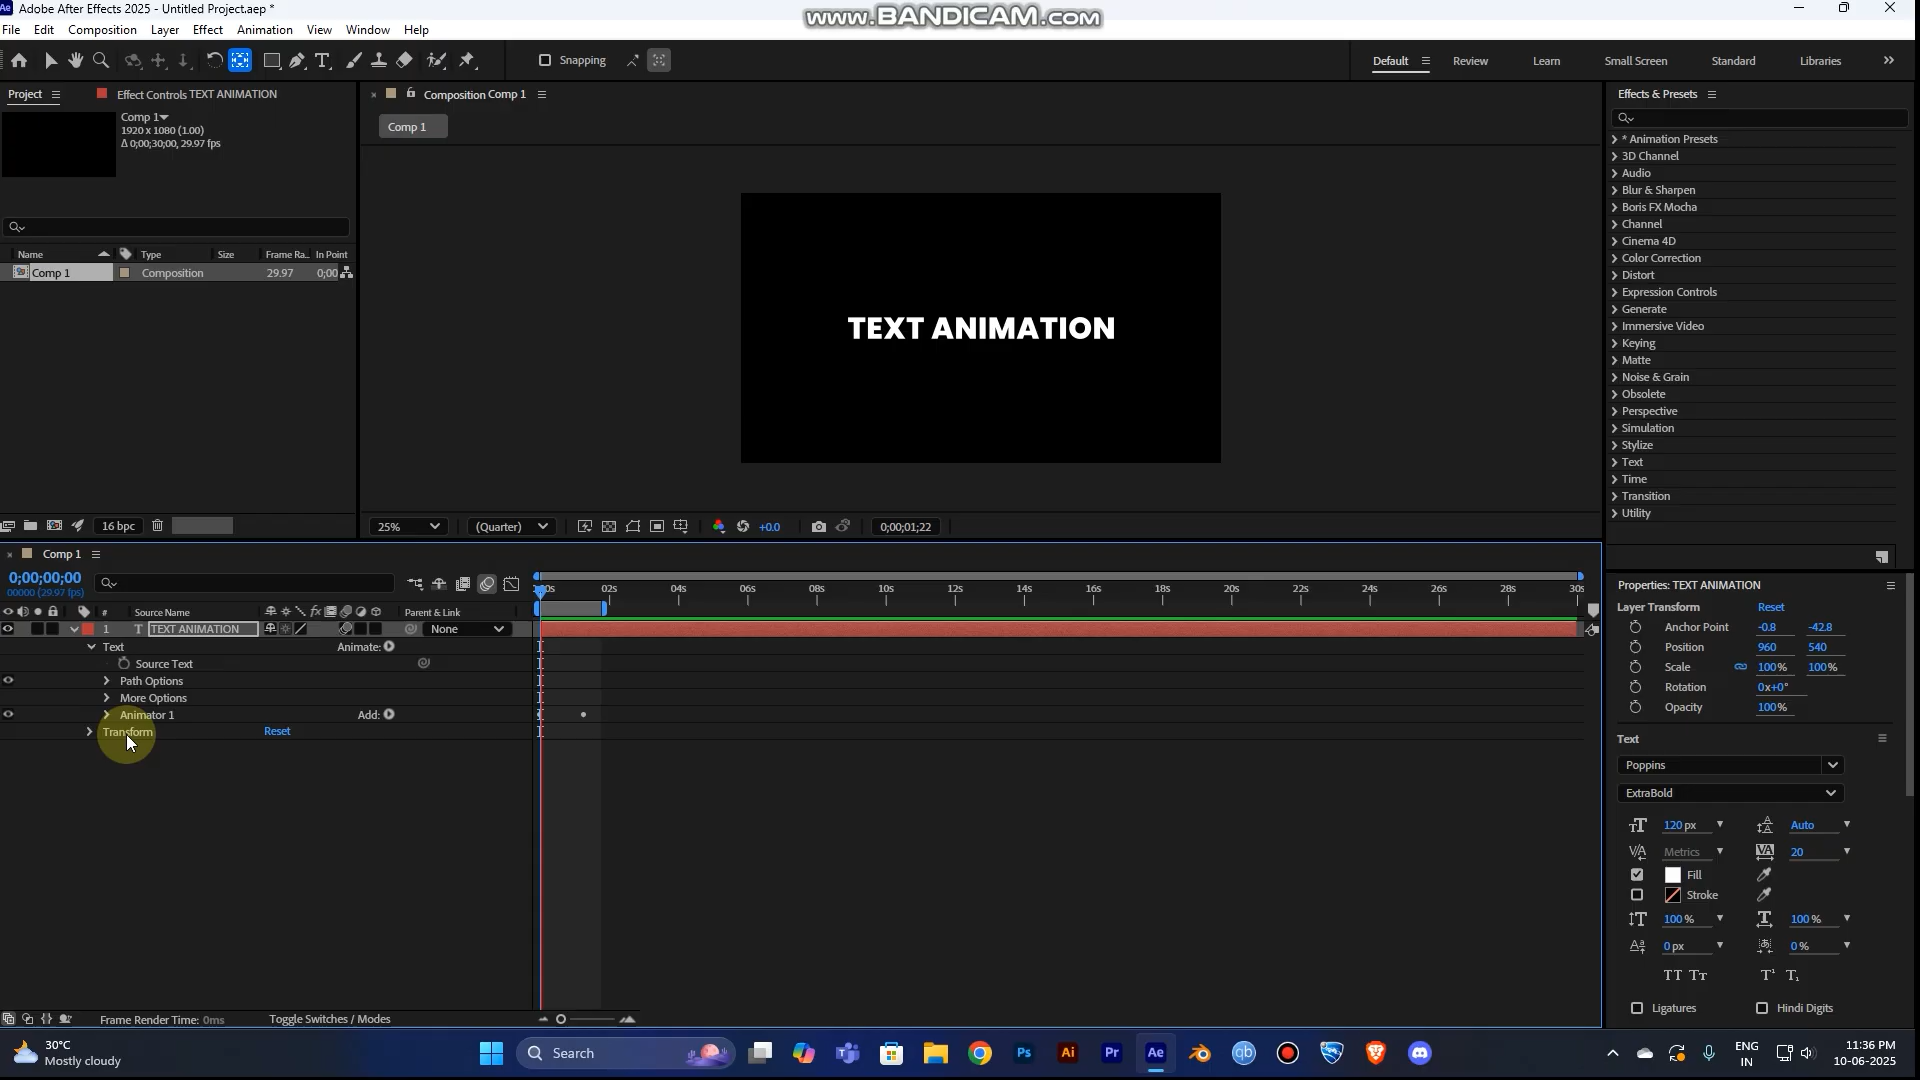 Adobe After Effects 2025 - Untitled Project.aep *
www.BANDICAM.com
File Edit Composition Layer Effect Animation View Window Help
Snapping
Default Review Learn Small Screen Standard Libraries
Project Effect Controls TEXT ANIMATION
Composition Comp 1
Effects & Presets
Comp 1
1920 x 1080 (1.00)
Δ 0;00;30;00, 29.97 fps
Comp 1
* Animation Presets
3D Channel
Audio
Blur & Sharpen
Boris FX Mocha
Channel
Cinema 4D
Color Correction
Distort
Expression Controls
Generate
Immersive Video
Keying
Matte
Noise & Grain
Obsolete
Perspective
Simulation
Stylize
Text
Time
Transition
Utility
Name Type Size Frame Ra... In Point
Comp 1 Composition 29.97 0;00
TEXT ANIMATION
16 bpc
25% (Quarter) +0.0 0;00;01;22
Comp 1
0;00;00;00
00000 (29.97 fps)
02s 04s 06s 08s 10s 12s 14s 16s 18s 20s 22s 24s 26s 28s 30s
# Source Name fx Parent & Link
1 T TEXT ANIMATION None
Text Animate:
Source Text
Path Options
More Options
Animator 1 Add:
Transform Reset
Frame Render Time: 0ms Toggle Switches / Modes
Properties: TEXT ANIMATION
Layer Transform Reset
Anchor Point -0.8 -42.8
Position 960 540
Scale 100% 100%
Rotation 0x+0°
Opacity 100%
Text
Poppins
ExtraBold
120 px Auto
Metrics 20
Fill
Stroke
100 % 100 %
0 px 0 %
TT Tт T¹ T₁
Ligatures Hindi Digits
30°C
Mostly cloudy
Search
Ps Ai Pr Ae qb
ENG
IN
11:36 PM
10-06-2025